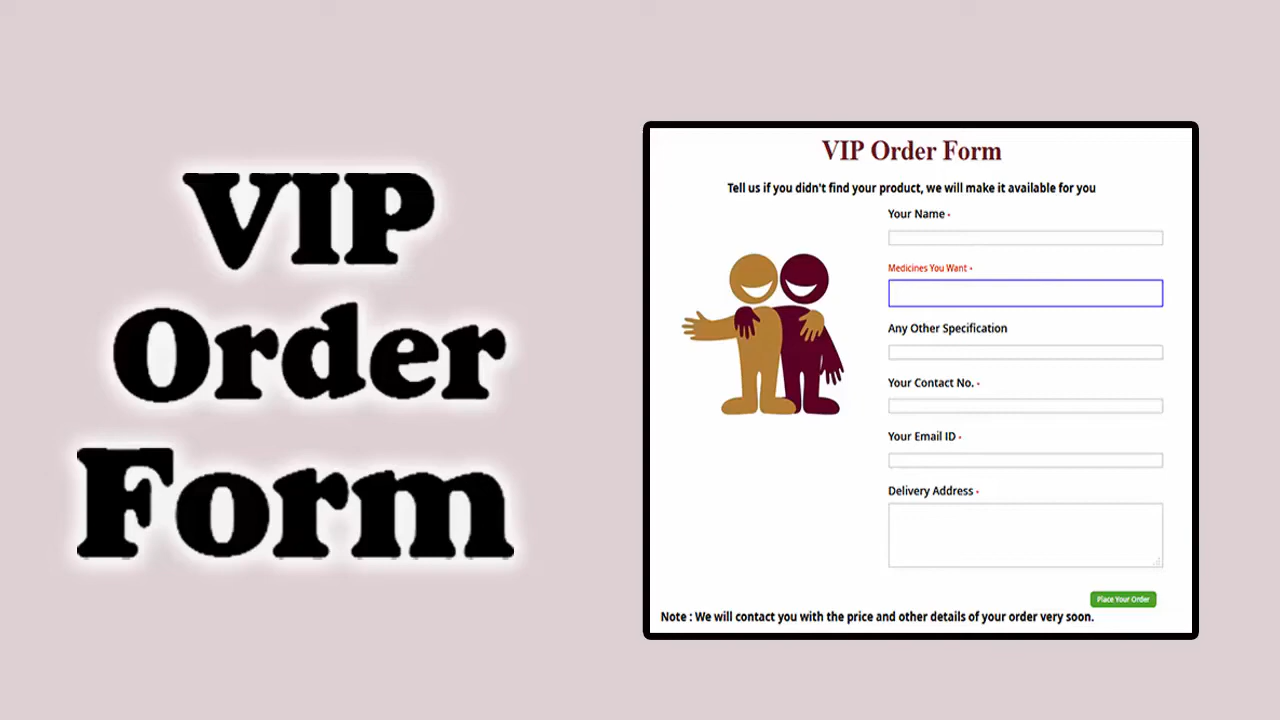 VIP
Order
Form
VIP Order Form
Tell us if you didn't find your product, we will make it available for you
Your Name *
Medicines You Want *
Any Other Specification
Your Contact No. *
Your Email ID *
Delivery Address *
Place Your Order
Note : We will contact you with the price and other details of your order very soon.